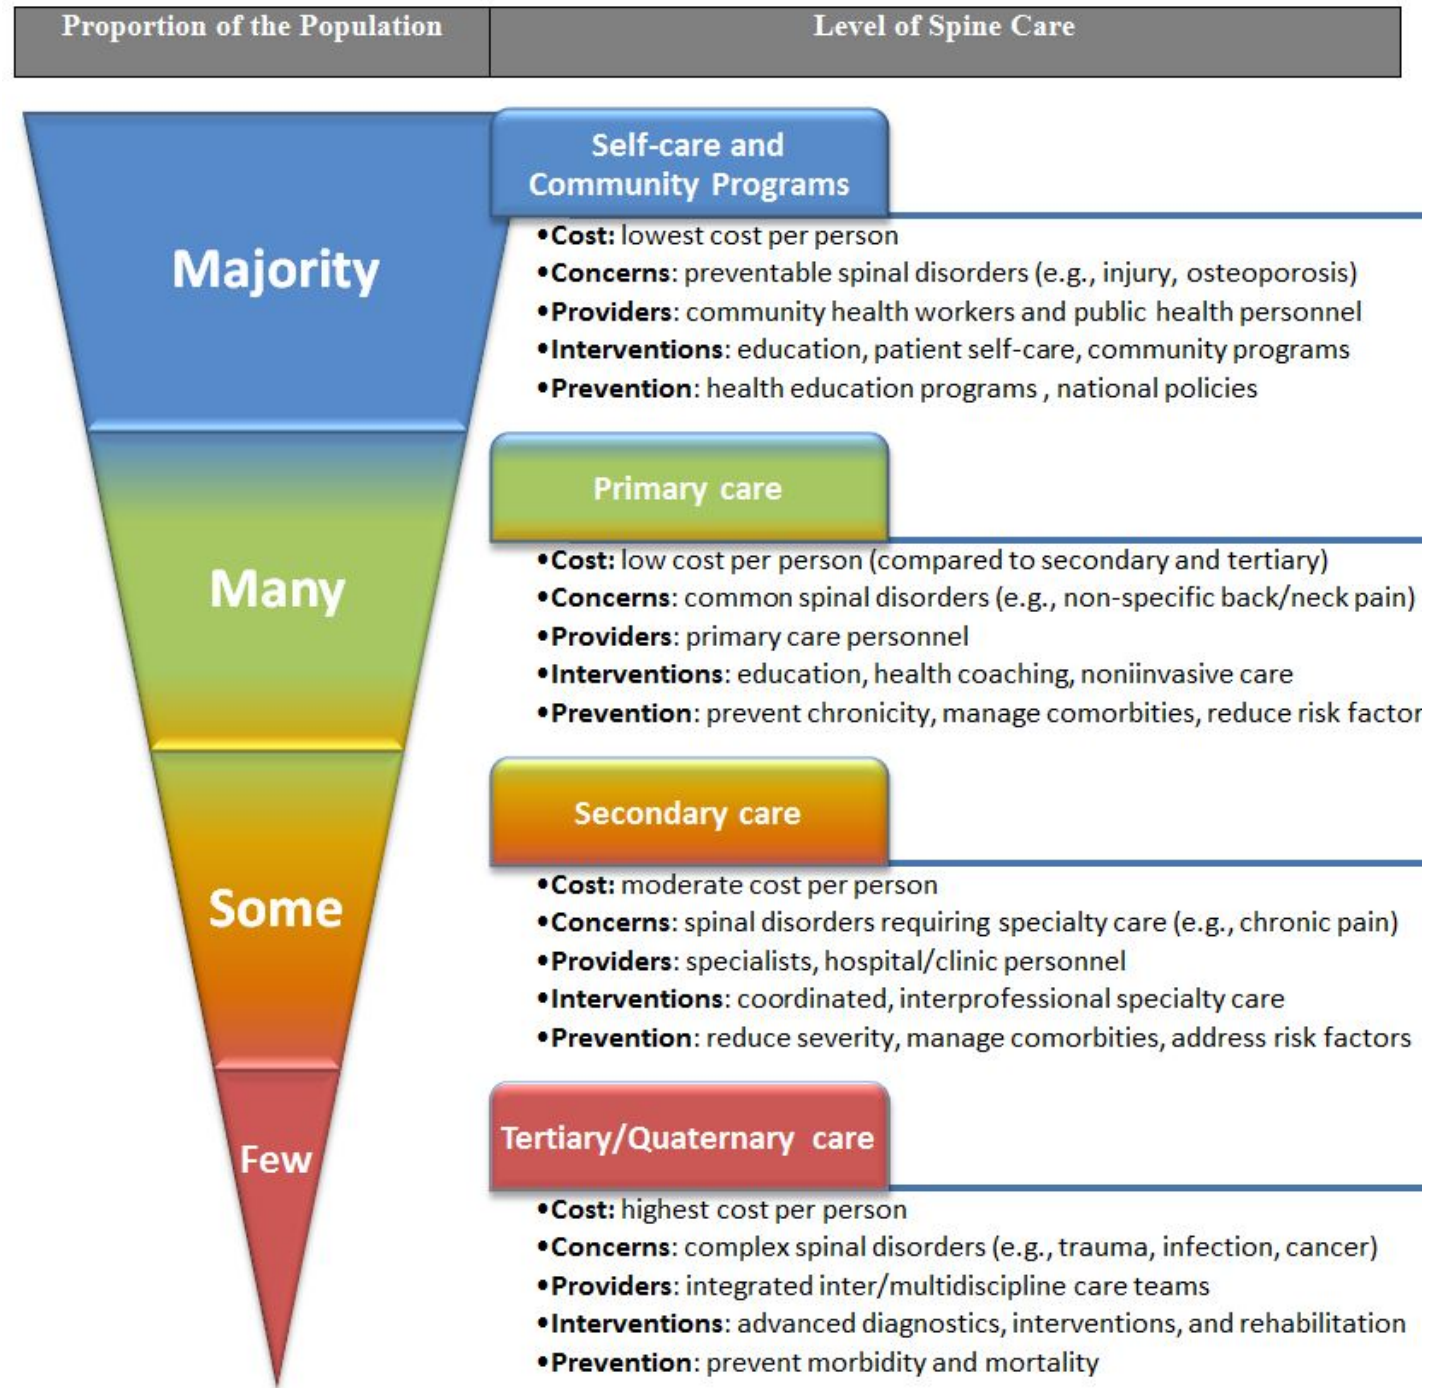 Proportion of the Population
Level of Spine Care
Majority
Self-care and
Community Programs
•Cost: lowest cost per person
•Concerns: preventable spinal disorders (e.g., injury, osteoporosis)
•Providers: community health workers and public health personnel
•Interventions: education, patient self-care, community programs
•Prevention: health education programs , national policies
Many
Primary care
•Cost: low cost per person (compared to secondary and tertiary)
•Concerns: common spinal disorders (e.g., non-specific back/neck pain)
•Providers: primary care personnel
•Interventions: education, health coaching, noniinvasive care
•Prevention: prevent chronicity, manage comorbities, reduce risk factor
Some
Secondary care
•Cost: moderate cost per person
•Concerns: spinal disorders requiring specialty care (e.g., chronic pain)
•Providers: specialists, hospital/clinic personnel
•Interventions: coordinated, interprofessional specialty care
•Prevention: reduce severity, manage comorbities, address risk factors
Few
Tertiary/Quaternary care
•Cost: highest cost per person
•Concerns: complex spinal disorders (e.g., trauma, infection, cancer)
•Providers: integrated inter/multidiscipline care teams
•Interventions: advanced diagnostics, interventions, and rehabilitation
•Prevention: prevent morbidity and mortality